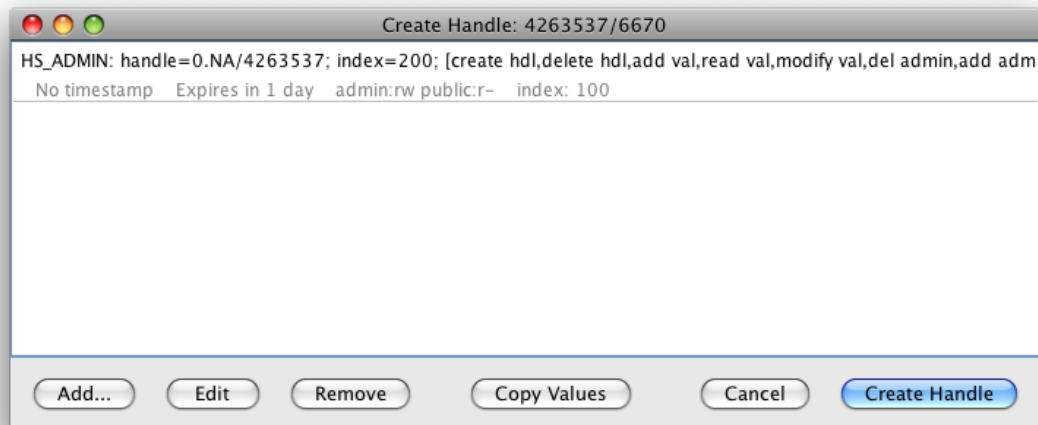 Create Handle: 4263537/6670
HS_ADMIN: handle=0.NA/4263537; index=200; [create hdl,delete hdl,add val,read val,modify val,del admin,add adm
No timestamp Expires in 1 day admin:rw public:r- index: 100
Add... Edit Remove Copy Values Cancel Create Handle